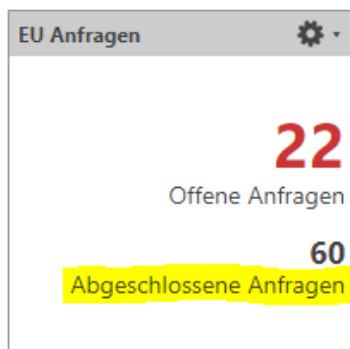 EU Anfragen
22
Offene Anfragen
60
Abgeschlossene Anfragen